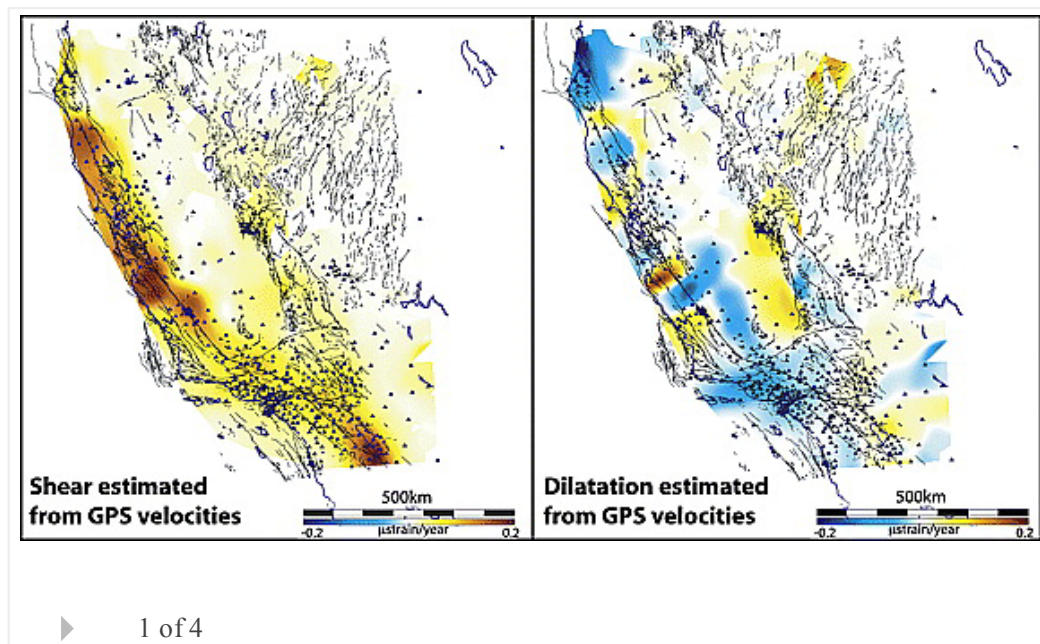 Shear estimated
from GPS velocities
500km
-0.2
µstrain/year
0.2
Dilatation estimated
from GPS velocities
500km
-0.2
µstrain/year
0.2
1 of 4